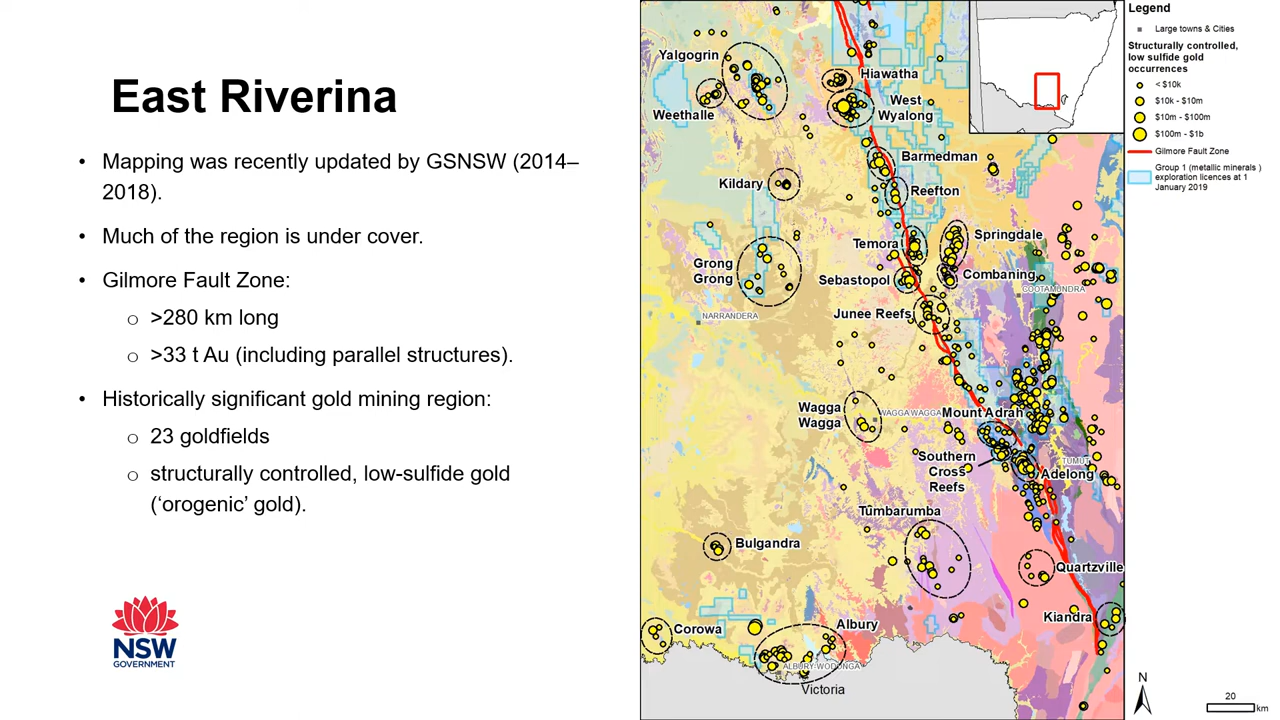 East Riverina
• Mapping was recently updated by GSNSW (2014–
2018).
• Much of the region is under cover.
• Gilmore Fault Zone:
o >280 km long
o >33 t Au (including parallel structures).
• Historically significant gold mining region:
o 23 goldfields
o structurally controlled, low-sulfide gold
(‘orogenic’ gold).
NSW
GOVERNMENT
Yalgogrin
Hiawatha
Weethalle
West
Wyalong
Barmedman
Kildary
Reefton
Temora
Springdale
Grong
Grong
Sebastopol
Combaning
COOTAMUNDRA
NARRANDERA
Junee Reefs
Wagga
Wagga
WAGGA WAGGA
Mount Adrah
Southern
Cross
Reefs
TUMUT
Adelong
Tumbarumba
Bulgandra
Quartzville
Kiandra
Corowa
Albury
ALBURY-WODONGA
Victoria
Legend
Large towns & Cities
Structurally controlled,
low sulfide gold
occurrences
< $10k
$10k - $10m
$10m - $100m
$100m - $1b
Gilmore Fault Zone
Group 1 (metallic minerals )
exploration licences at 1
January 2019
N
20
km